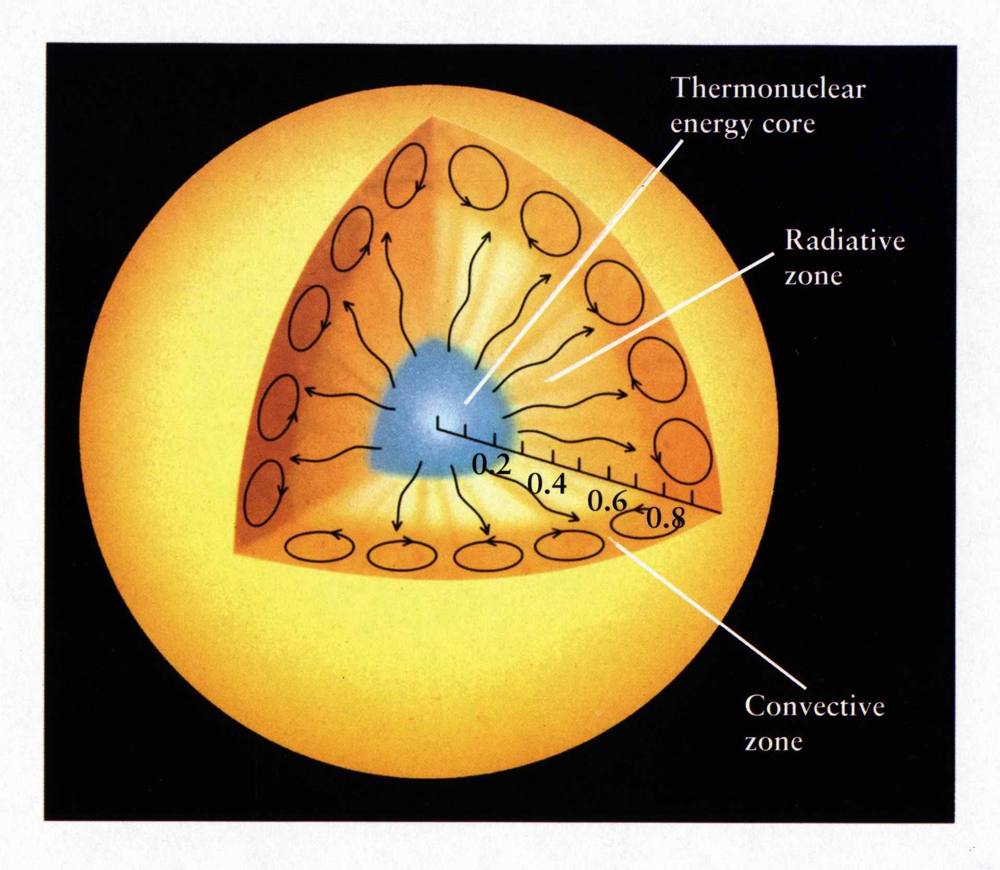 Thermonuclear
energy core
Radiative
zone
0.2
0.4
0.6
0.8
Convective
zone